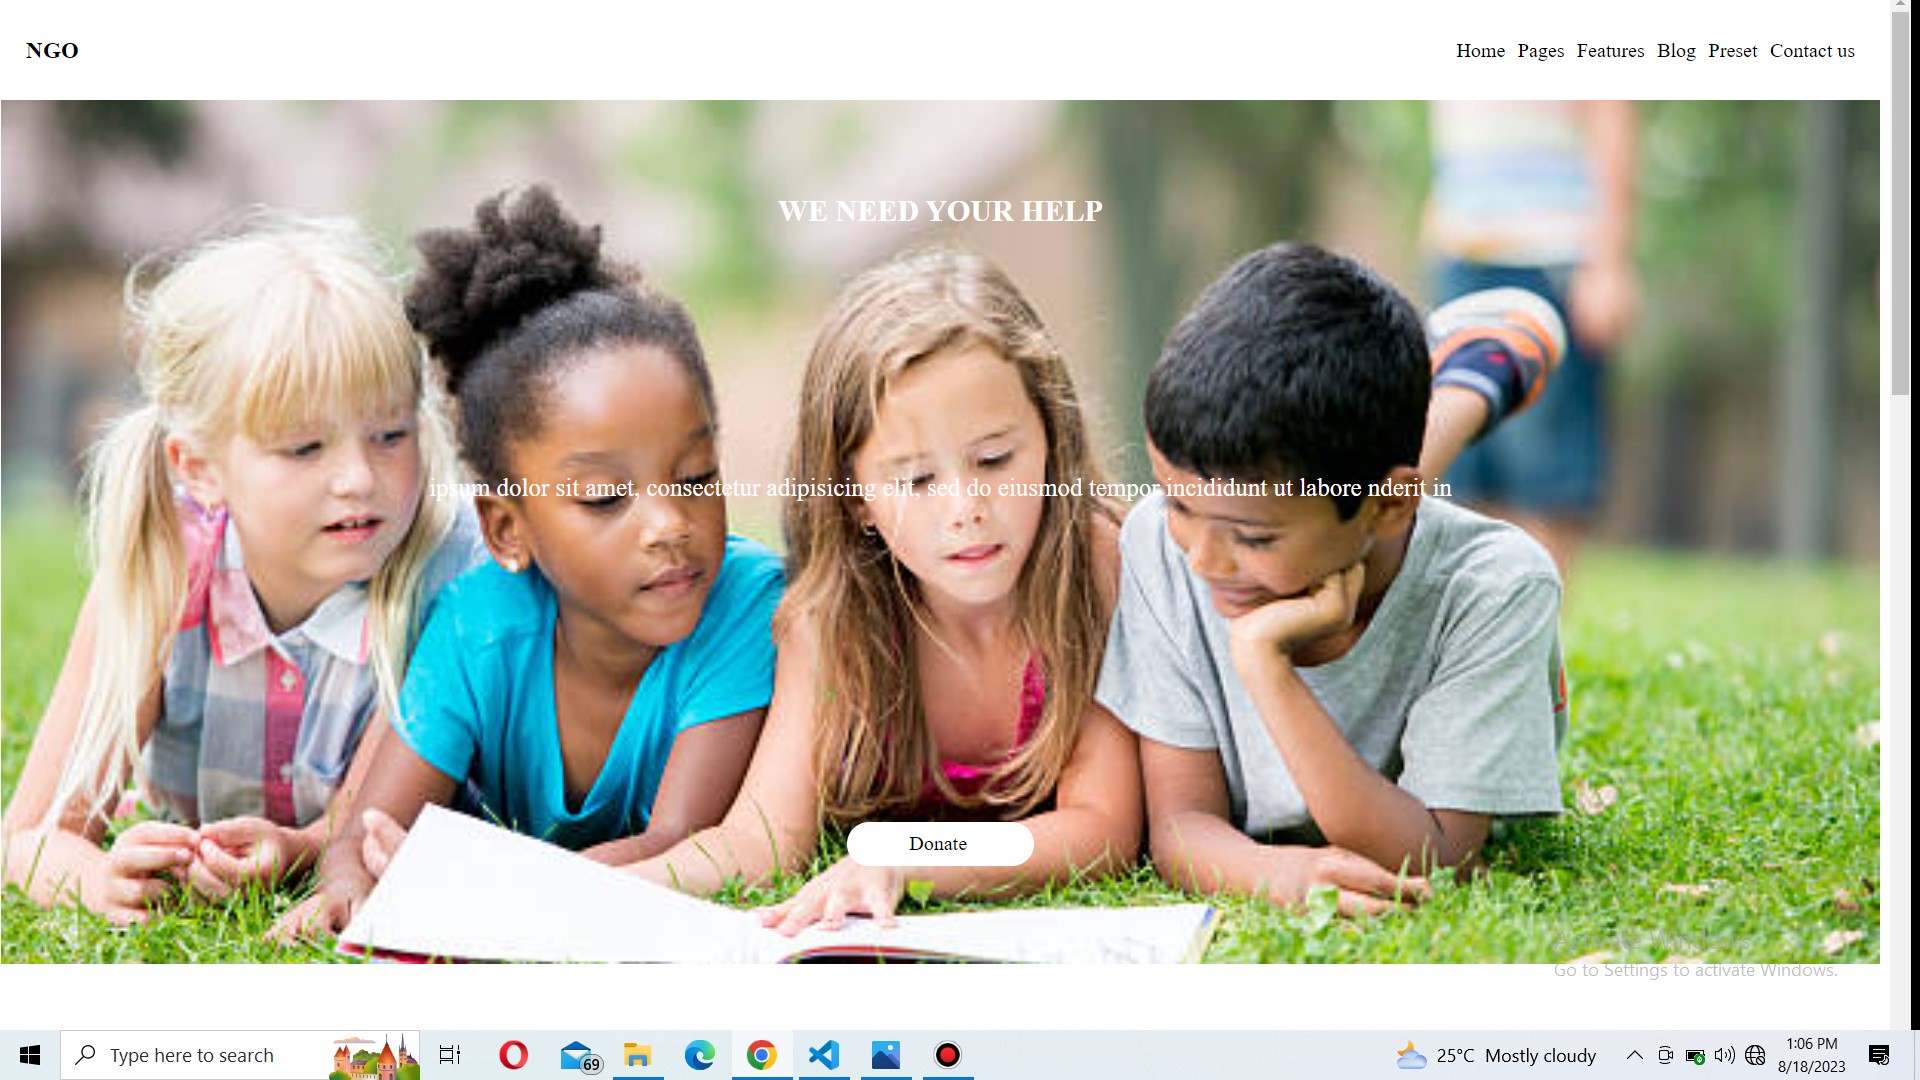 NGO
Home Pages Features Blog Preset Contact us
WE NEED YOUR HELP
ipsum dolor sit amet, consectetur adipisicing elit, sed do eiusmod tempor incididunt ut labore nderit in
Donate
Activate Windows
Go to Settings to activate Windows.
Type here to search
69
25°C Mostly cloudy
1:06 PM
8/18/2023